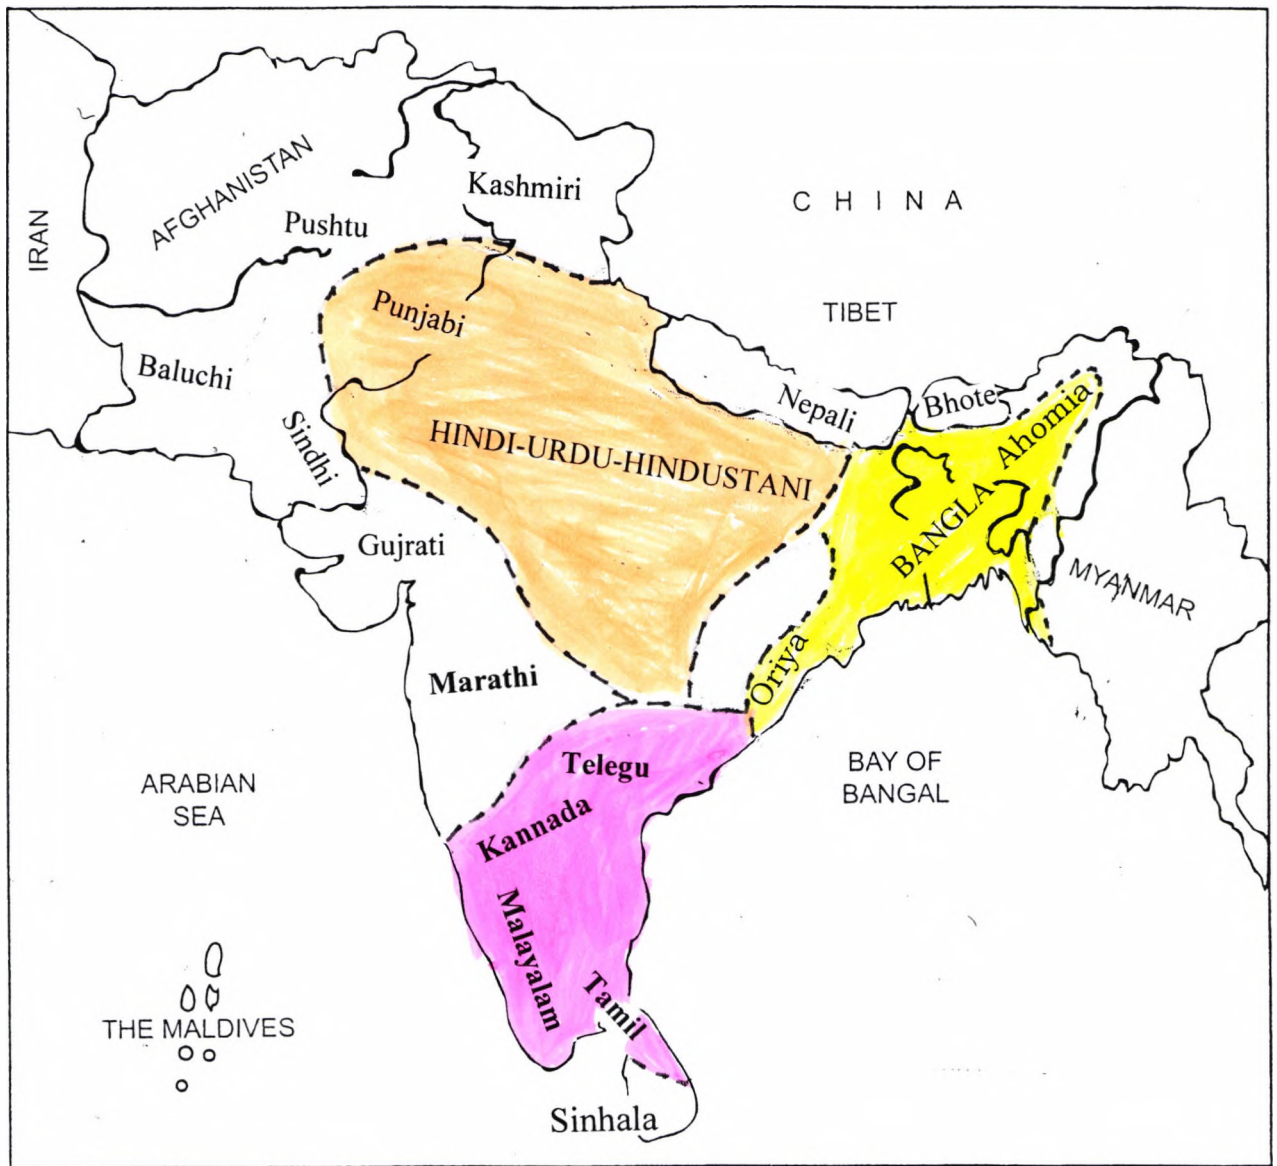 Kashmiri
CHINA
AFGHANISTAN
IRAN
Pushtu
Punjabi
TIBET
Baluchi
Nepali
Bhote
Ahomia
Sindhi
HINDI-URDU-HINDUSTANI
BANGLA
Gujrati
MYANMAR
Marathi
Oriya
Telegu
BAY OF
BANGAL
ARABIAN
SEA
Kannada
Malayalam
Tamil
THE MALDIVES
Sinhala